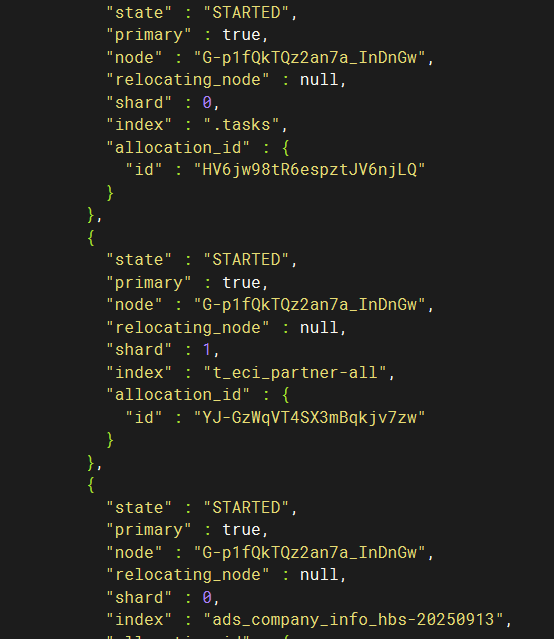 "state" : "STARTED",
"primary" : true,
"node" : "G-p1fQkTQz2an7a_InDnGw",
"relocating_node" : null,
"shard" : 0,
"index" : ".tasks",
"allocation_id" : {
"id" : "HV6jw98tR6espztJV6njLQ"
}
},
{
"state" : "STARTED",
"primary" : true,
"node" : "G-p1fQkTQz2an7a_InDnGw",
"relocating_node" : null,
"shard" : 1,
"index" : "t_eci_partner-all",
"allocation_id" : {
"id" : "YJ-GzWqVT4SX3mBqkjv7zw"
}
},
{
"state" : "STARTED",
"primary" : true,
"node" : "G-p1fQkTQz2an7a_InDnGw",
"relocating_node" : null,
"shard" : 0,
"index" : "ads_company_info_hbs-20250913",
"allocation_id" : {